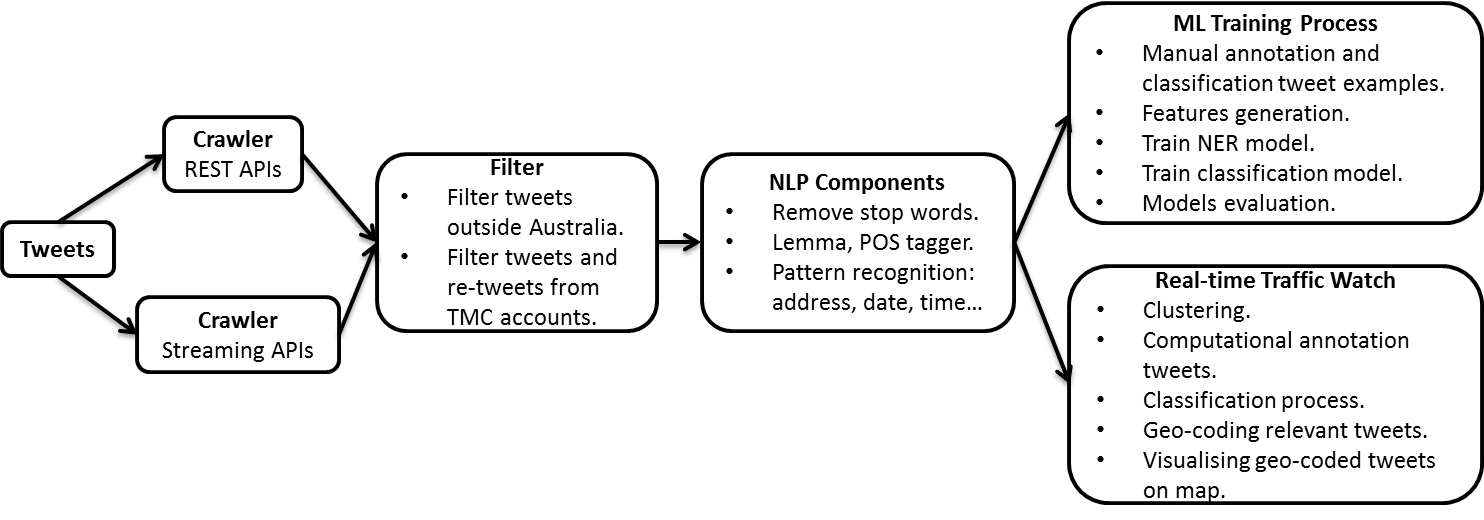 Tweets
Crawler
REST APIs
Crawler
Streaming APIs
Filter
• Filter tweets
outside Australia.
• Filter tweets and
re-tweets from
TMC accounts.
NLP Components
• Remove stop words.
• Lemma, POS tagger.
• Pattern recognition:
address, date, time...
ML Training Process
• Manual annotation and
classification tweet examples.
• Features generation.
• Train NER model.
• Train classification model.
• Models evaluation.
Real-time Traffic Watch
• Clustering.
• Computational annotation
tweets.
• Classification process.
• Geo-coding relevant tweets.
• Visualising geo-coded tweets
on map.